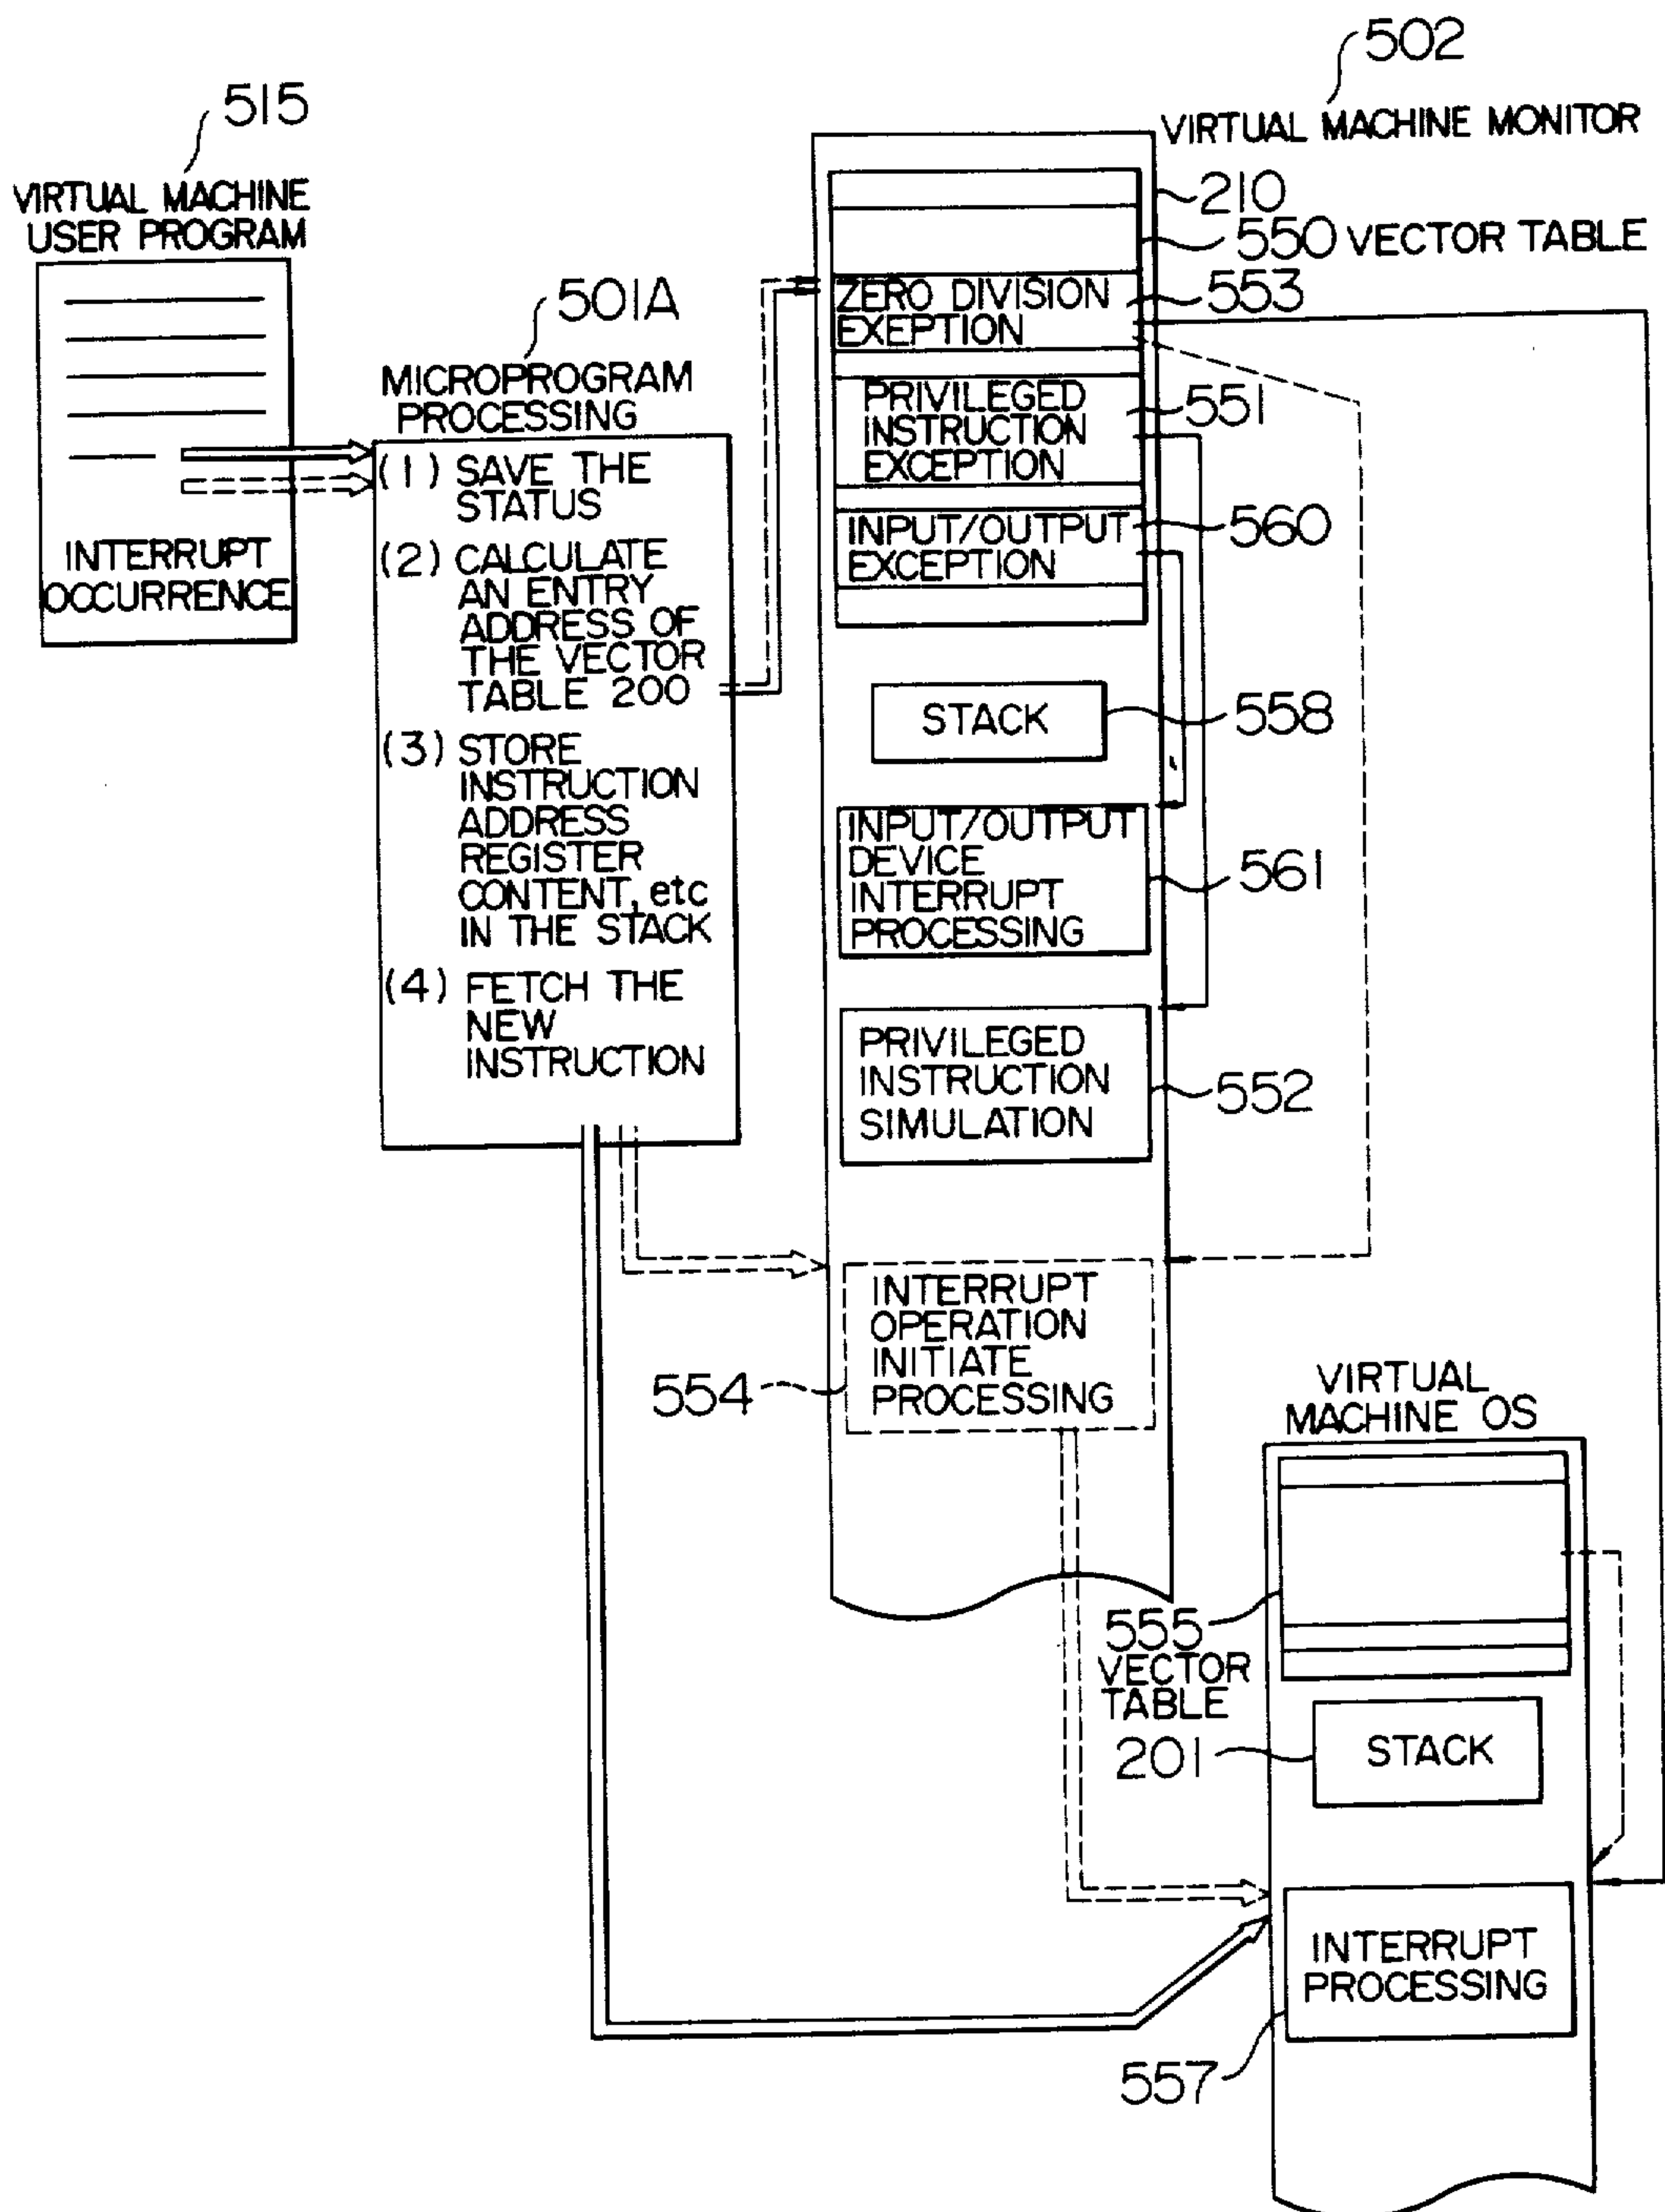 502
VIRTUAL MACHINE MONITOR
515
VIRTUAL MACHINE
USER PROGRAM
INTERRUPT
OCCURRENCE
501A
MICROPROGRAM
PROCESSING
(1) SAVE THE
STATUS
(2) CALCULATE
AN ENTRY
ADDRESS OF
THE VECTOR
TABLE 200
(3) STORE
INSTRUCTION
ADDRESS
REGISTER
CONTENT, etc
IN THE STACK
(4) FETCH THE
NEW
INSTRUCTION
210
550 VECTOR TABLE
ZERO DIVISION
EXEPTION
553
PRIVILEGED
INSTRUCTION
EXCEPTION
551
INPUT/OUTPUT
EXCEPTION
560
STACK
558
INPUT/OUTPUT
DEVICE
INTERRUPT
PROCESSING
561
PRIVILEGED
INSTRUCTION
SIMULATION
552
INTERRUPT
OPERATION
INITIATE
PROCESSING
554
VIRTUAL
MACHINE OS
555
VECTOR
TABLE
201
STACK
INTERRUPT
PROCESSING
557